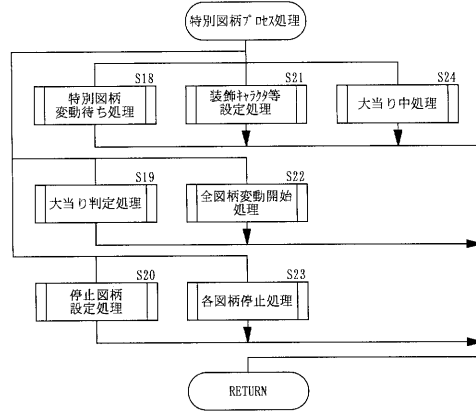 特別図柄ﾌﾟﾛｾｽ処理
S18
特別図柄
変動待ち処理
S21
装飾ｷｬﾗｸﾀ等
設定処理
S24
大当り中処理
S19
大当り判定処理
S22
全図柄変動開始
処理
S20
停止図柄
設定処理
S23
各図柄停止処理
RETURN